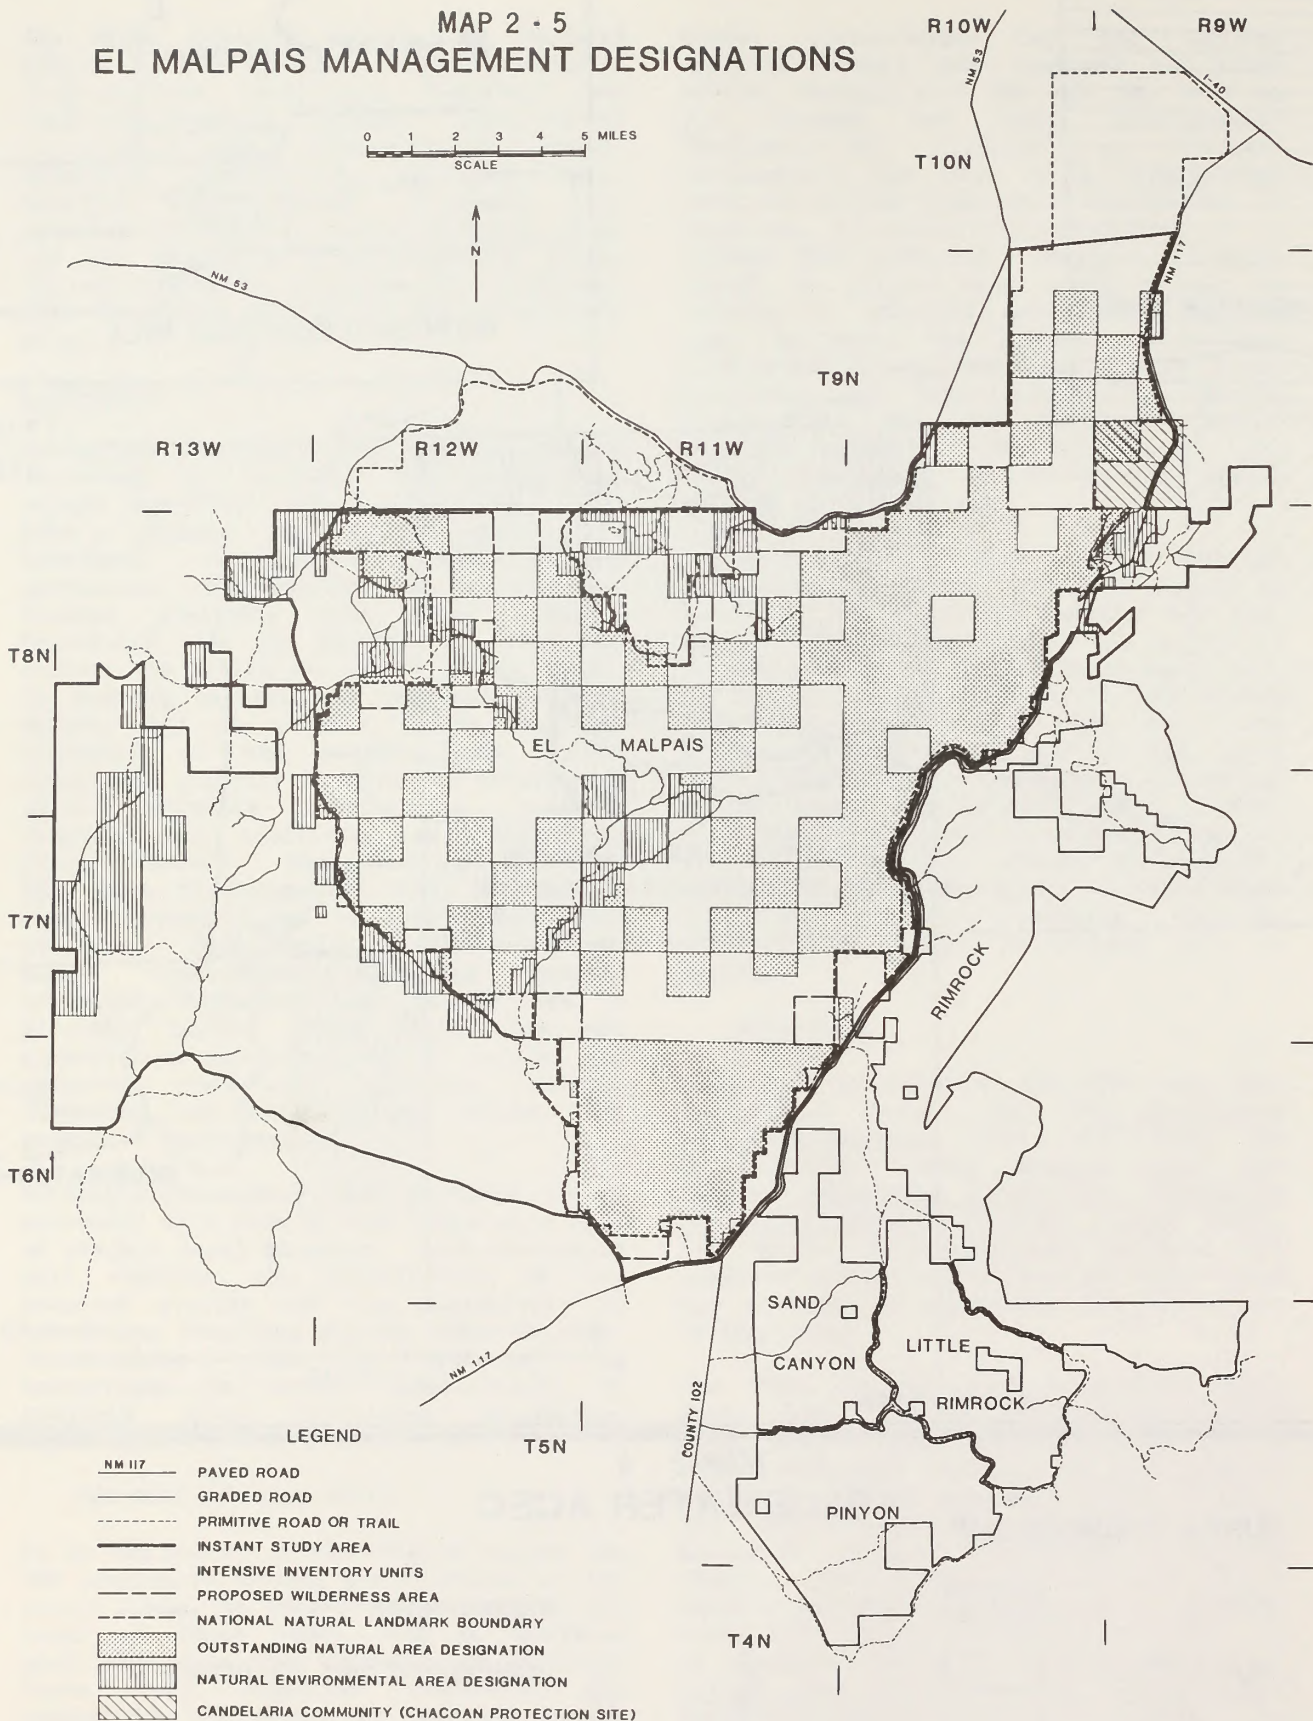 MAP 2 - 5
EL MALPAIS MANAGEMENT DESIGNATIONS
R10W
R9W
NM 53
I-40
0 1 2 3 4 5 MILES
SCALE
T10N
N
NM 53
NM 117
T9N
R13W
R12W
R11W
T8N
EL MALPAIS
T7N
RIMROCK
T6N
SAND
CANYON
LITTLE
RIMROCK
NM 117
COUNTY 102
T5N
PINYON
T4N
LEGEND
NM 117 PAVED ROAD
GRADED ROAD
PRIMITIVE ROAD OR TRAIL
INSTANT STUDY AREA
INTENSIVE INVENTORY UNITS
PROPOSED WILDERNESS AREA
NATIONAL NATURAL LANDMARK BOUNDARY
OUTSTANDING NATURAL AREA DESIGNATION
NATURAL ENVIRONMENTAL AREA DESIGNATION
CANDELARIA COMMUNITY (CHACOAN PROTECTION SITE)